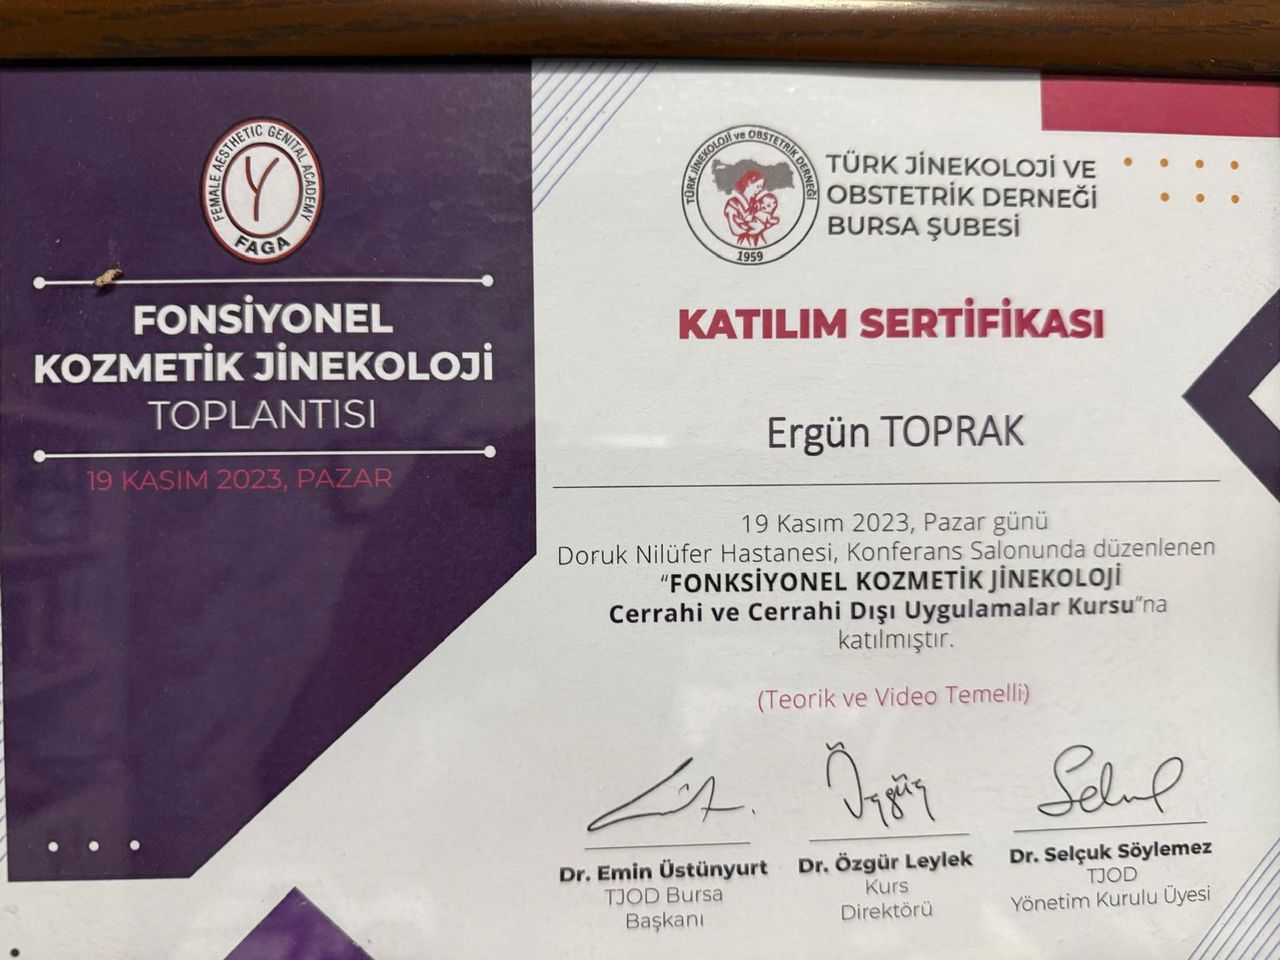 FEMALE AESTHETIC GENITAL ACADEMY
FAGA
FONSİYONEL
KOZMETİK JİNEKOLOJİ
TOPLANTISI
19 KASIM 2023, PAZAR
TÜRK JİNEKOLOJİ ve OBSTETRİK DERNEĞİ
1959
TÜRK JİNEKOLOJİ VE
OBSTETRİK DERNEĞİ
BURSA ŞUBESİ
KATILIM SERTİFİKASI
Ergün TOPRAK
19 Kasım 2023, Pazar günü
Doruk Nilüfer Hastanesi, Konferans Salonunda düzenlenen
“FONKSİYONEL KOZMETİK JİNEKOLOJİ
Cerrahi ve Cerrahi Dışı Uygulamalar Kursu”na
katılmıştır.
(Teorik ve Video Temelli)
Dr. Emin Üstünyurt
TJOD Bursa
Başkanı
Dr. Özgür Leylek
Kurs
Direktörü
Dr. Selçuk Söylemez
TJOD
Yönetim Kurulu Üyesi